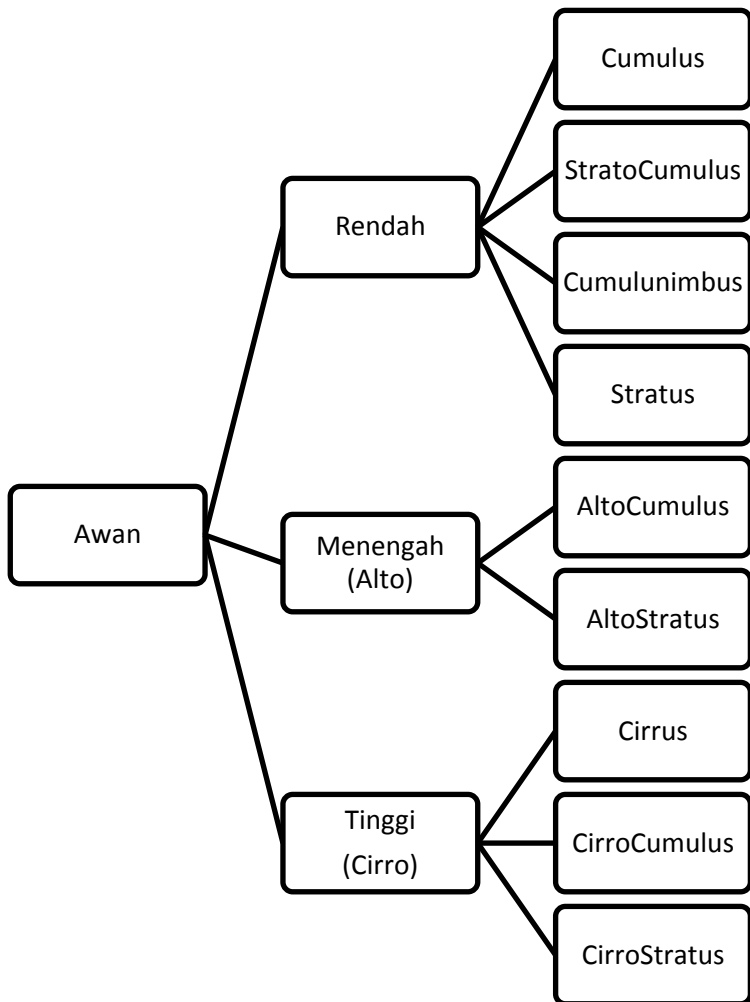 Awan
Rendah
Cumulus
StratoCumulus
Cumulunimbus
Stratus
Menengah
(Alto)
AltoCumulus
AltoStratus
Tinggi
(Cirro)
Cirrus
CirroCumulus
CirroStratus